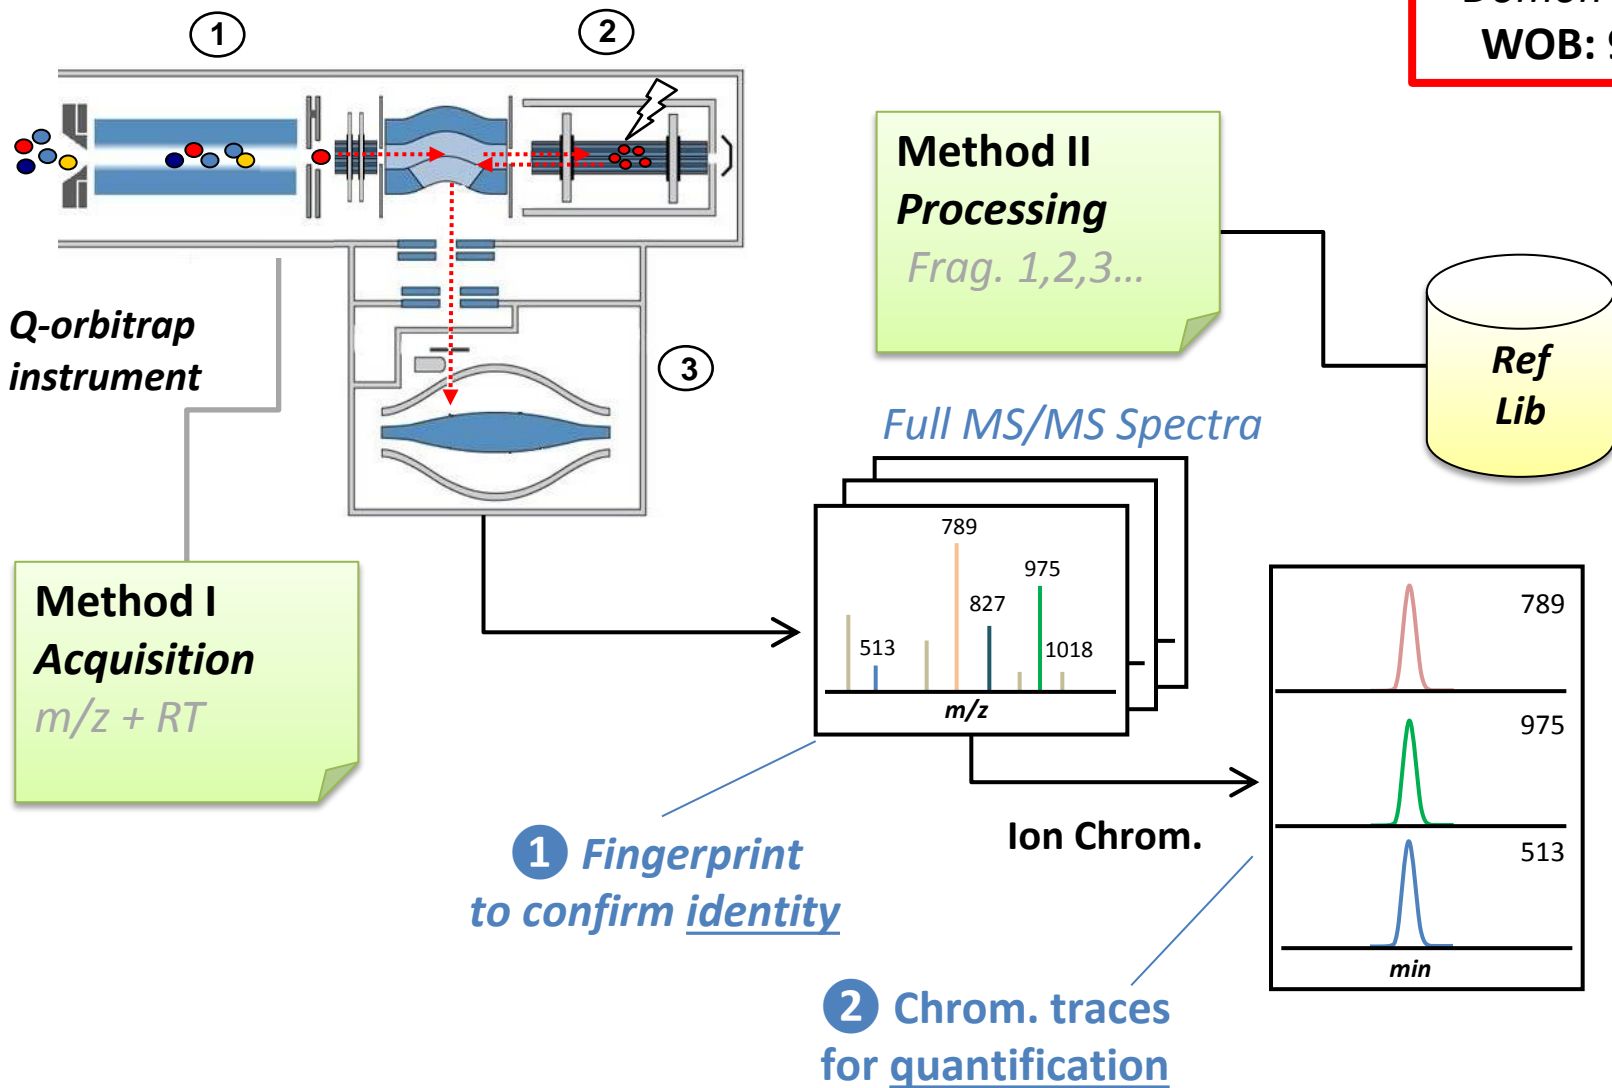 1
2
WOB:
Method II
Processing
Frag. 1,2,3...
Q-orbitrap
instrument
3
Ref
Lib
Full MS/MS Spectra
789
975
827
513
1018
m/z
Method I
Acquisition
m/z + RT
789
975
513
min
Ion Chrom.
1 Fingerprint
to confirm identity
2 Chrom. traces
for quantification